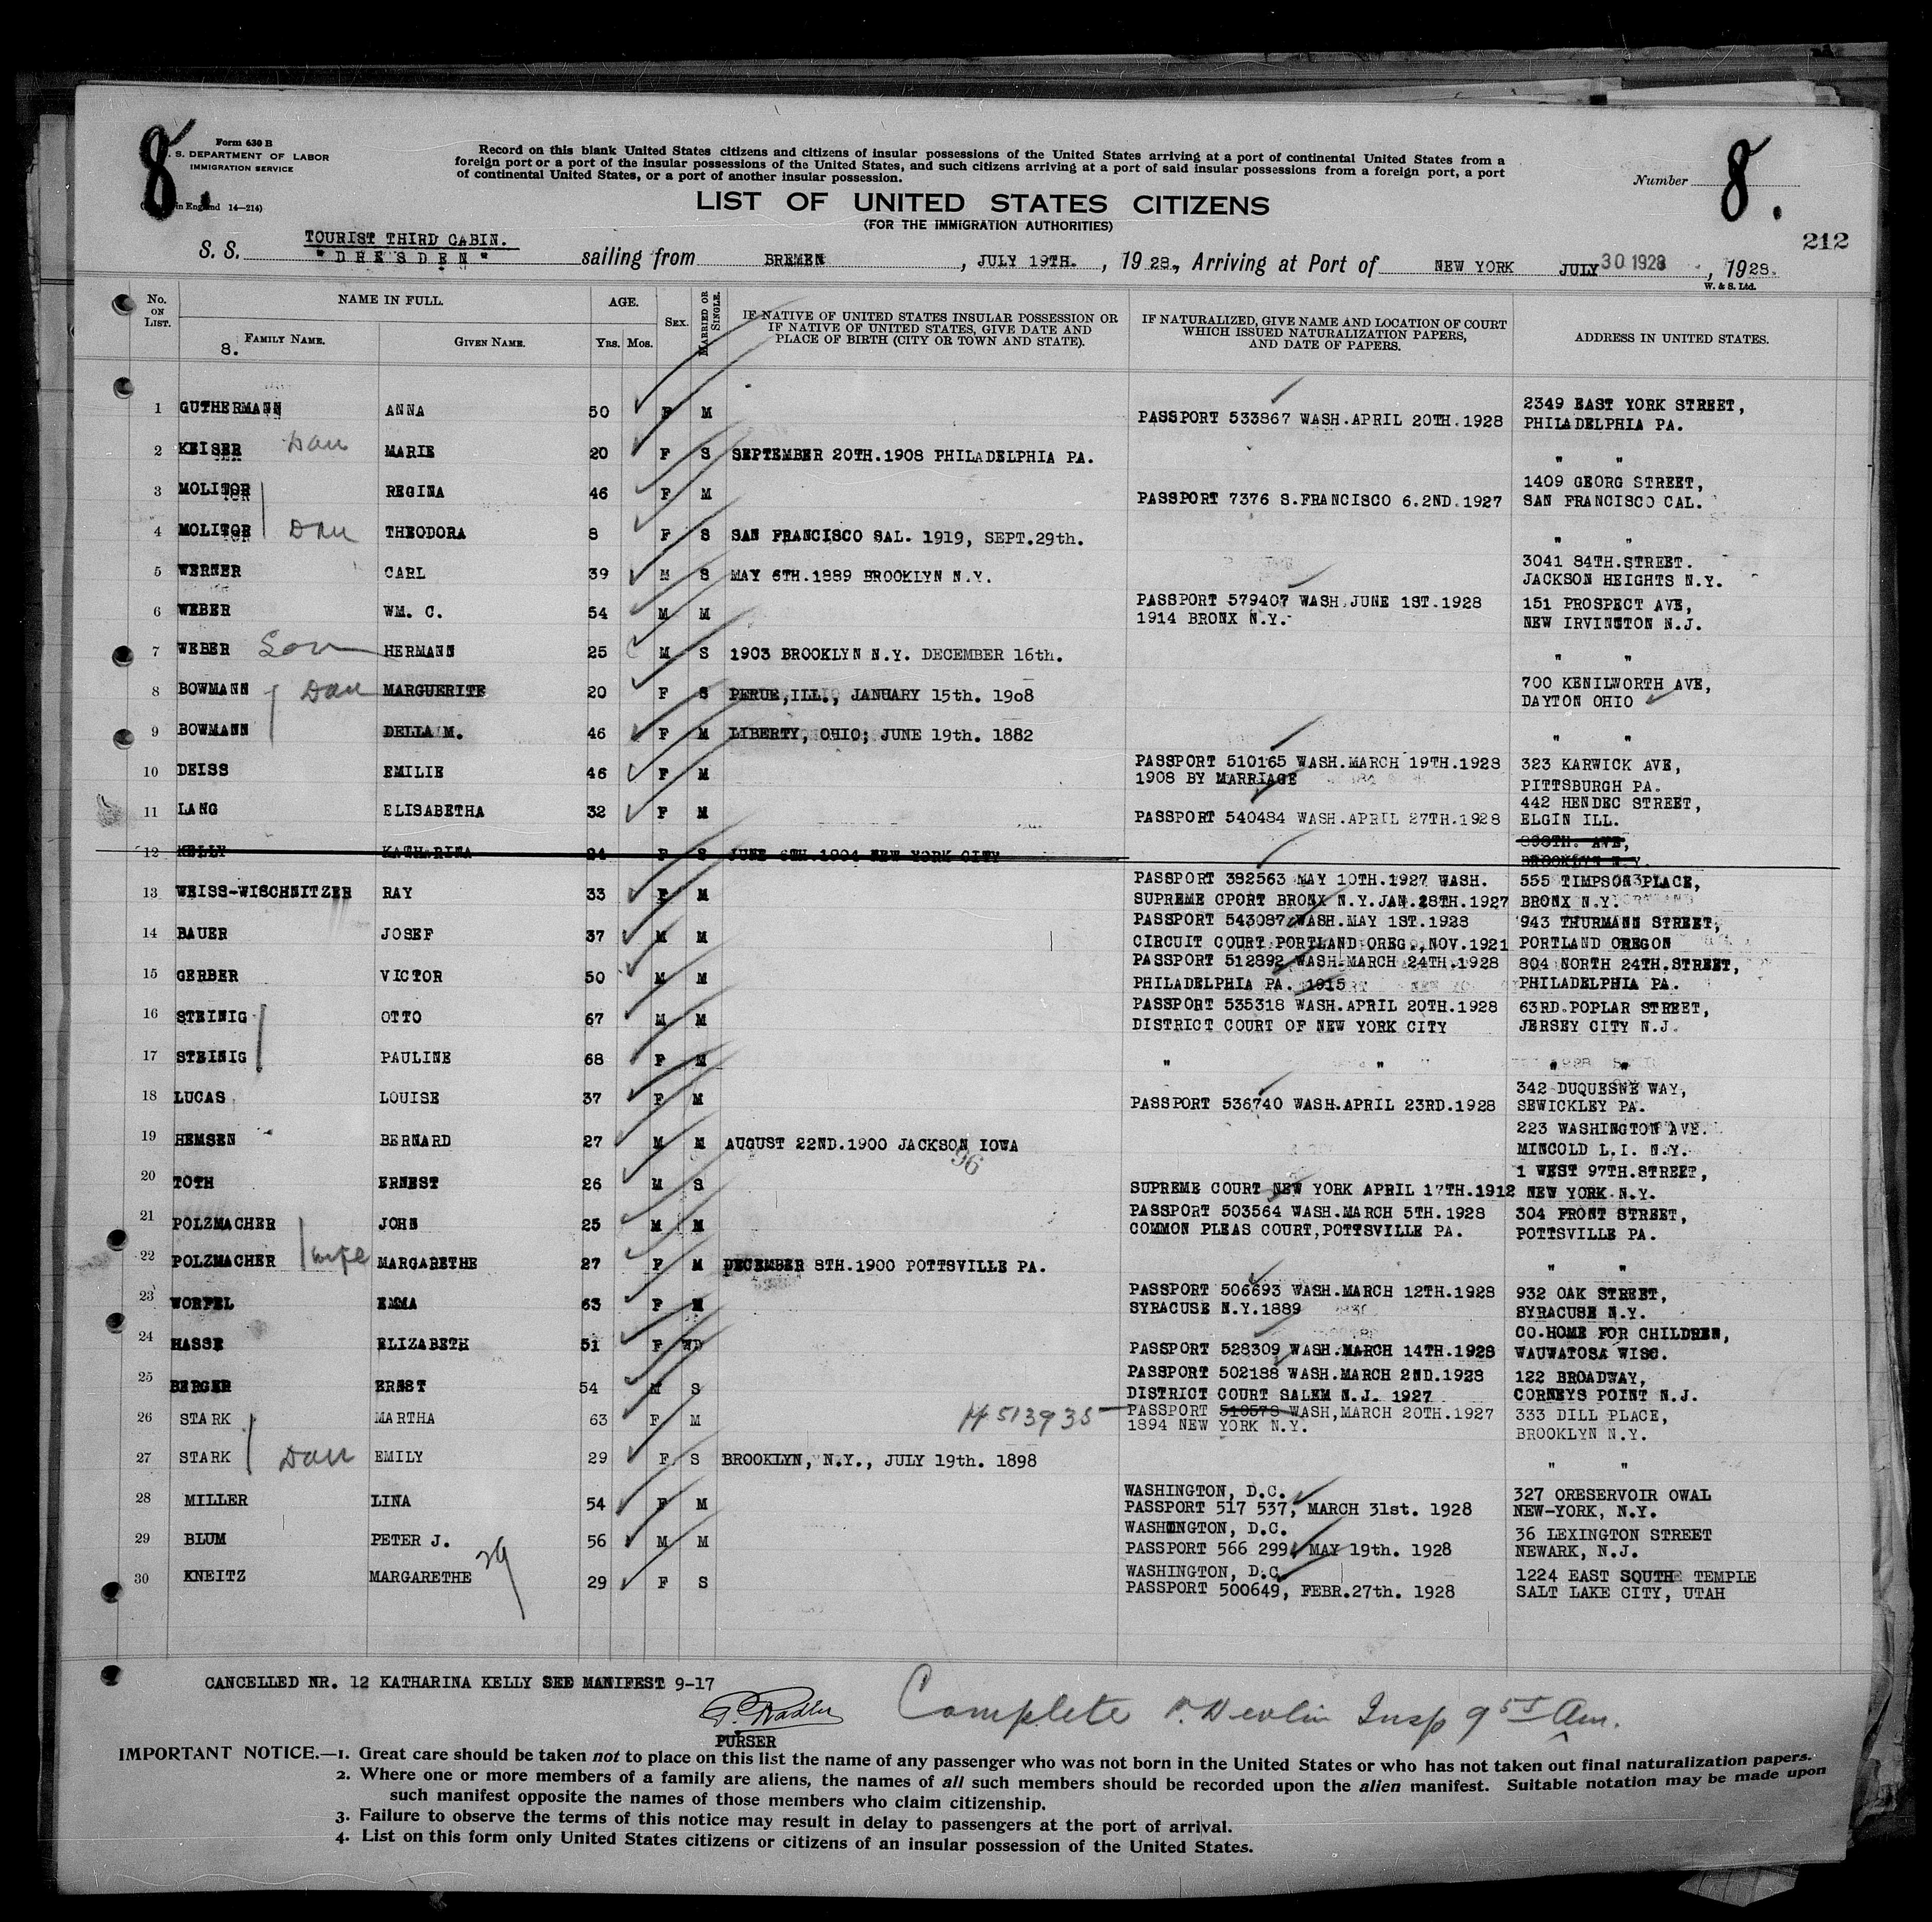 8.
Form 630 B
S. DEPARTMENT OF LABOR
IMMIGRATION SERVICE
in England 14—214)
Record on this blank United States citizens and citizens of insular possessions of the United States arriving at a port of continental United States from a
foreign port or a port of the insular possessions of the United States, and such citizens arriving at a port of said insular possessions from a foreign port, a port
of continental United States, or a port of another insular possession.
Number 8.
LIST OF UNITED STATES CITIZENS
(FOR THE IMMIGRATION AUTHORITIES)
212
TOURIST THIRD CABIN.
S. S. "DRESDEN" sailing from BREMEN, JULY 19TH., 1928., Arriving at Port of NEW YORK JULY 30 1928, 1928.
W. & S. Ltd.
No. ON LIST. NAME IN FULL. AGE. SEX. MARRIED OR SINGLE. IF NATIVE OF UNITED STATES INSULAR POSSESSION OR IF NATIVE OF UNITED STATES, GIVE DATE AND PLACE OF BIRTH (CITY OR TOWN AND STATE). IF NATURALIZED, GIVE NAME AND LOCATION OF COURT WHICH ISSUED NATURALIZATION PAPERS, AND DATE OF PAPERS. ADDRESS IN UNITED STATES.
8. FAMILY NAME. GIVEN NAME. Yrs. Mos.
1 GUTHERMANN ANNA 50 F M PASSPORT 533867 WASH.APRIL 20TH.1928 2349 EAST YORK STREET, PHILADELPHIA PA.
2 KEISER Dau MARIE 20 F S SEPTEMBER 20TH.1908 PHILADELPHIA PA. " "
3 MOLITOR REGINA 46 F M PASSPORT 7376 S.FRANCISCO 6.2ND.1927 1409 GEORG STREET, SAN FRANCISCO CAL.
4 MOLITOR Dau THEODORA 8 F S SAN FRANCISCO SAL. 1919, SEPT.29th. " "
5 WERNER CARL 39 M S MAY 6TH.1889 BROOKLYN N.Y. 3041 84TH.STREET. JACKSON HEIGHTS N.Y.
6 WEBER WM. C. 54 M M PASSPORT 579407 WASH.JUNE 1ST.1928 1914 BRONX N.Y. 151 PROSPECT AVE, NEW IRVINGTON N.J.
7 WEBER Son HERMANN 25 M S 1903 BROOKLYN N.Y. DECEMBER 16th. " "
8 BOWMANN Dau MARGUERITE 20 F S PERUE,ILL., JANUARY 15th. 1908 700 KENILWORTH AVE, DAYTON OHIO
9 BOWMANN DELLA M. 46 F M LIBERTY, OHIO; JUNE 19th. 1882 " "
10 DEISS EMILIE 46 F M PASSPORT 510165 WASH.MARCH 19TH.1928 1908 BY MARRIAGE 323 KARWICK AVE, PITTSBURGH PA.
11 LANG ELISABETHA 32 F M PASSPORT 540484 WASH.APRIL 27TH.1928 442 HENDEC STREET, ELGIN ILL.
12 KELLY KATHARINA 24 F S JUNE 6TH.1904 NEW YORK CITY AVE, BROOKLYN N.Y.
13 WEISS-WISCHNITZER RAY 33 F M PASSPORT 382563 MAY 10TH.1927 WASH. SUPREME CPORT BRONX N.Y.JAN.28TH.1927 555 TIMPSON PLACE, BRONX N.Y.
14 BAUER JOSEF 37 M M PASSPORT 543087 WASH.MAY 1ST.1928 CIRCUIT COURT PORTLAND OREG.,NOV.1921 943 THURMANN STREET, PORTLAND OREGON
15 GERBER VICTOR 50 M M PASSPORT 512892 WASH.MARCH 24TH.1928 PHILADELPHIA PA. 1915 804 NORTH 24TH.STREET, PHILADELPHIA PA.
16 STEINIG OTTO 67 M M PASSPORT 535318 WASH.APRIL 20TH.1928 DISTRICT COURT OF NEW YORK CITY 63RD.POPLAR STREET, JERSEY CITY N.J.
17 STEINIG PAULINE 68 F M " " " "
18 LUCAS LOUISE 37 F M PASSPORT 536740 WASH.APRIL 23RD.1928 342 DUQUESNE WAY, SEWICKLEY PA.
19 HEMSEN BERNARD 27 M M AUGUST 22ND.1900 JACKSON IOWA 96 223 WASHINGTON AVE. MINCOLD L.I. N.Y.
20 TOTH ERNEST 26 M S SUPREME COURT NEW YORK APRIL 17TH.1912 1 WEST 97TH.STREET, NEW YORK N.Y.
21 POLZMACHER JOHN 25 M M PASSPORT 503564 WASH.MARCH 5TH.1928 COMMON PLEAS COURT,POTTSVILLE PA. 304 FRONT STREET, POTTSVILLE PA.
22 POLZMACHER wife MARGARETHE 27 F M DECEMBER 8TH.1900 POTTSVILLE PA. " "
23 WORFEL EMMA 63 F M PASSPORT 506693 WASH.MARCH 12TH.1928 SYRACUSE N.Y.1889 932 OAK STREET, SYRACUSE N.Y.
24 HASSE ELIZABETH 51 F WD PASSPORT 528309 WASH.MARCH 14TH.1928 CO.HOME FOR CHILDREN, WAUWATOSA WISC.
25 BERGER ERNST 54 M S PASSPORT 502188 WASH.MARCH 2ND.1928 DISTRICT COURT SALEM N.J. 1927 122 BROADWAY, CORNEYS POINT N.J.
26 STARK MARTHA 63 F M # 513935 PASSPORT 510578 WASH,MARCH 20TH.1927 1894 NEW YORK N.Y. 333 DILL PLACE, BROOKLYN N.Y.
27 STARK Dau EMILY 29 F S BROOKLYN, N.Y., JULY 19th. 1898 " "
28 MILLER LINA 54 F M WASHINGTON, D.C. PASSPORT 517 537, MARCH 31st. 1928 327 ORESERVOIR OWAL NEW-YORK, N.Y.
29 BLUM PETER J. 56 M M WASHINGTON, D.C. PASSPORT 566 299, MAY 19th. 1928 36 LEXINGTON STREET NEWARK, N.J.
30 KNEITZ MARGARETHE 29 29 F S WASHINGTON, D.C. PASSPORT 500649, FEBR.27th. 1928 1224 EAST SOUTH TEMPLE SALT LAKE CITY, UTAH
CANCELLED NR. 12 KATHARINA KELLY SEE MANIFEST 9-17
PURSER
Complete P. Devlin Insp 9 55 Am.
IMPORTANT NOTICE.—1. Great care should be taken not to place on this list the name of any passenger who was not born in the United States or who has not taken out final naturalization papers.
2. Where one or more members of a family are aliens, the names of all such members should be recorded upon the alien manifest. Suitable notation may be made upon
such manifest opposite the names of those members who claim citizenship.
3. Failure to observe the terms of this notice may result in delay to passengers at the port of arrival.
4. List on this form only United States citizens or citizens of an insular possession of the United States.